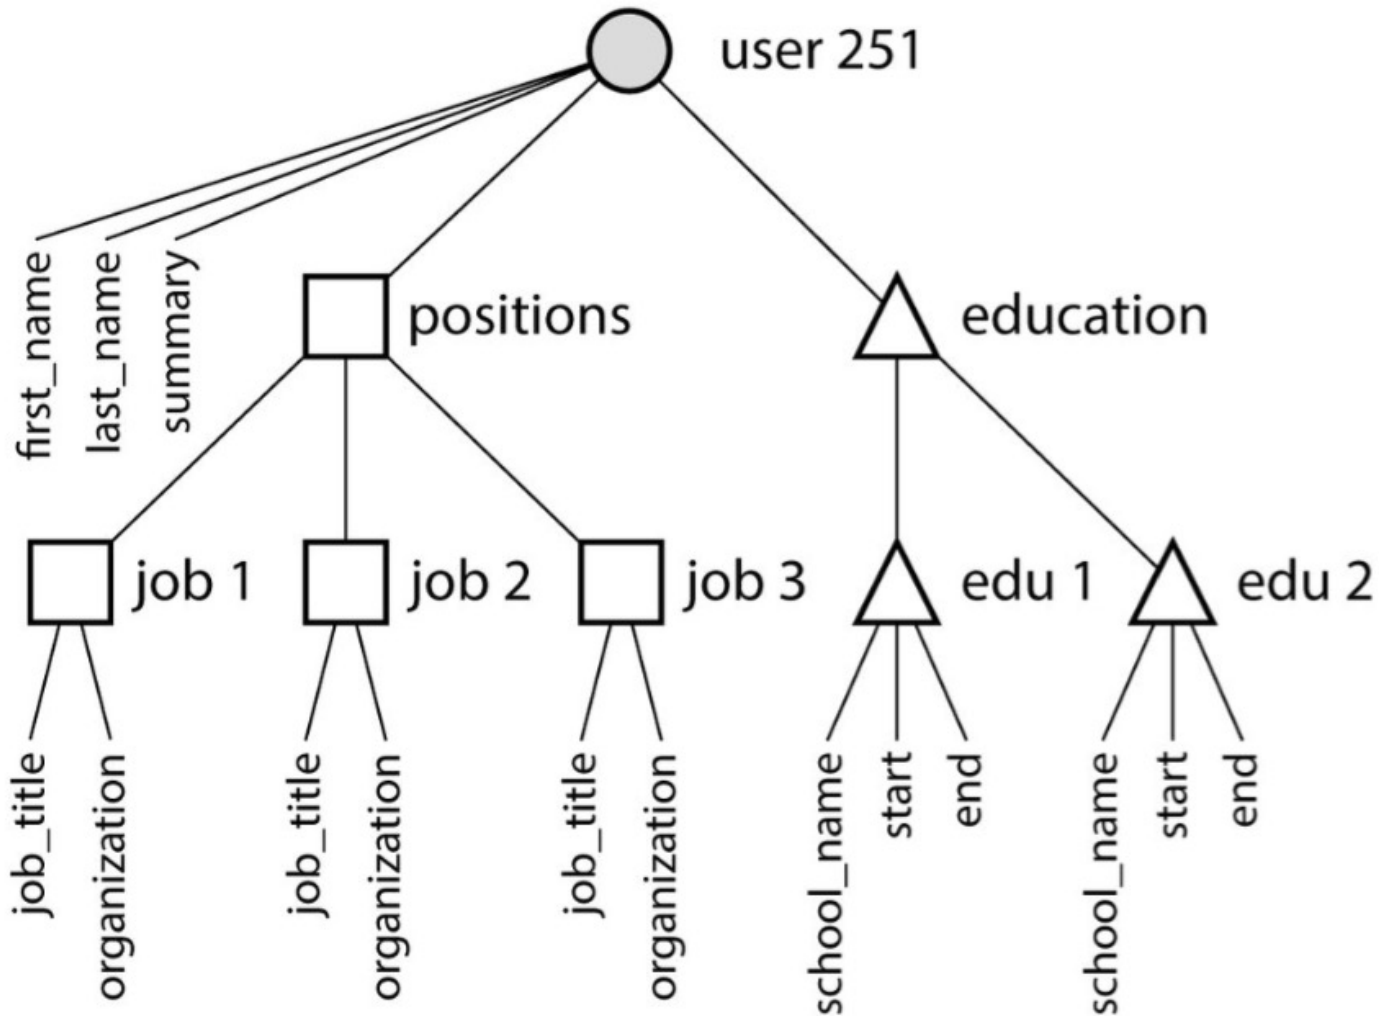 user 251
first_name
last_name
summary
positions
education
job 1
job 2
job 3
edu 1
edu 2
job_title
organization
job_title
organization
job_title
organization
school_name
start
end
school_name
start
end